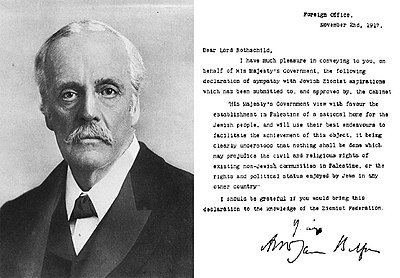 Foreign Office,
November 2nd, 1917.
Dear Lord Rothschild,
I have much pleasure in conveying to you, on
behalf of His Majesty's Government, the following
declaration of sympathy with Jewish Zionist aspirations
which has been submitted to, and approved by, the Cabinet
"His Majesty's Government view with favour the
establishment in Palestine of a national home for the
Jewish people, and will use their best endeavours to
facilitate the achievement of this object, it being
clearly understood that nothing shall be done which
may prejudice the civil and religious rights of
existing non-Jewish communities in Palestine, or the
rights and political status enjoyed by Jews in any
other country"
I should be grateful if you would bring this
declaration to the knowledge of the Zionist Federation.